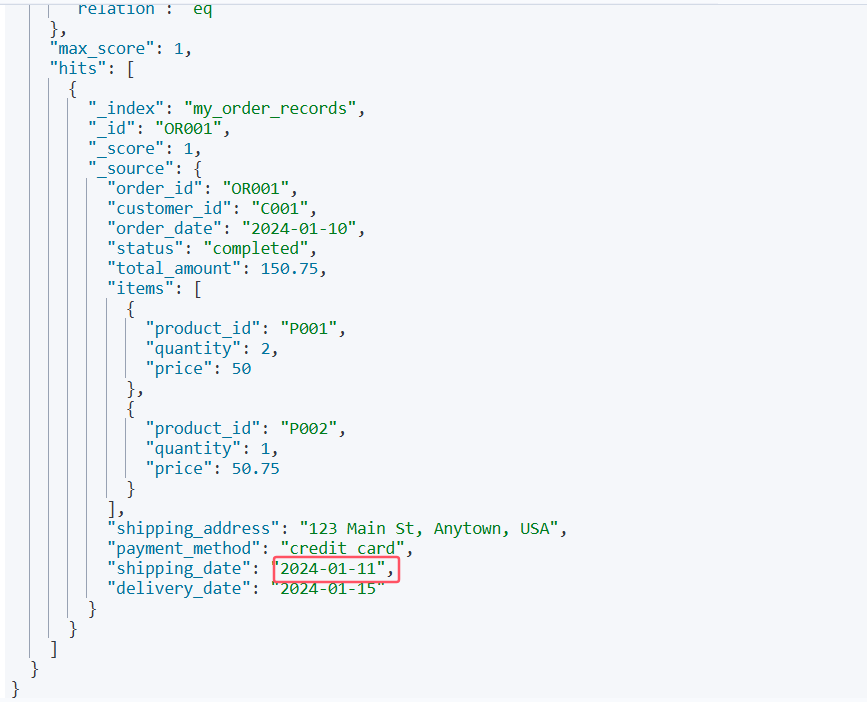 "relation": "eq"
},
"max_score": 1,
"hits": [
{
"_index": "my_order_records",
"_id": "OR001",
"_score": 1,
"_source": {
"order_id": "OR001",
"customer_id": "C001",
"order_date": "2024-01-10",
"status": "completed",
"total_amount": 150.75,
"items": [
{
"product_id": "P001",
"quantity": 2,
"price": 50
},
{
"product_id": "P002",
"quantity": 1,
"price": 50.75
}
],
"shipping_address": "123 Main St, Anytown, USA",
"payment_method": "credit card",
"shipping_date": "2024-01-11",
"delivery_date": "2024-01-15"
}
}
]
}
}